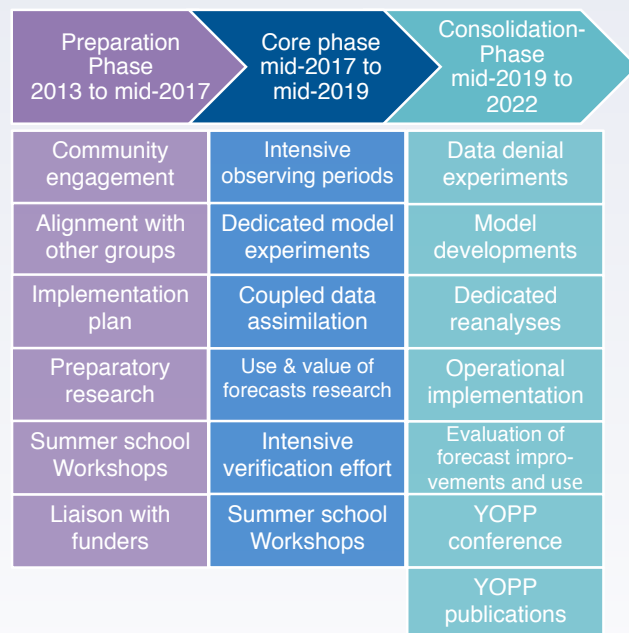 Preparation
Phase
2013 to mid-2017
Core phase
mid-2017 to
mid-2019
Consolidation-
Phase
mid-2019 to
2022
Community
engagement
Alignment with
other groups
Implementation
plan
Preparatory
research
Summer school
Workshops
Liaison with
funders
Intensive
observing periods
Dedicated model
experiments
Coupled data
assimilation
Use & value of
forecasts research
Intensive
verification effort
Summer school
Workshops
Data denial
experiments
Model
developments
Dedicated
reanalyses
Operational
implementation
Evaluation of
forecast impro-
vements and use
YOPP
conference
YOPP
publications